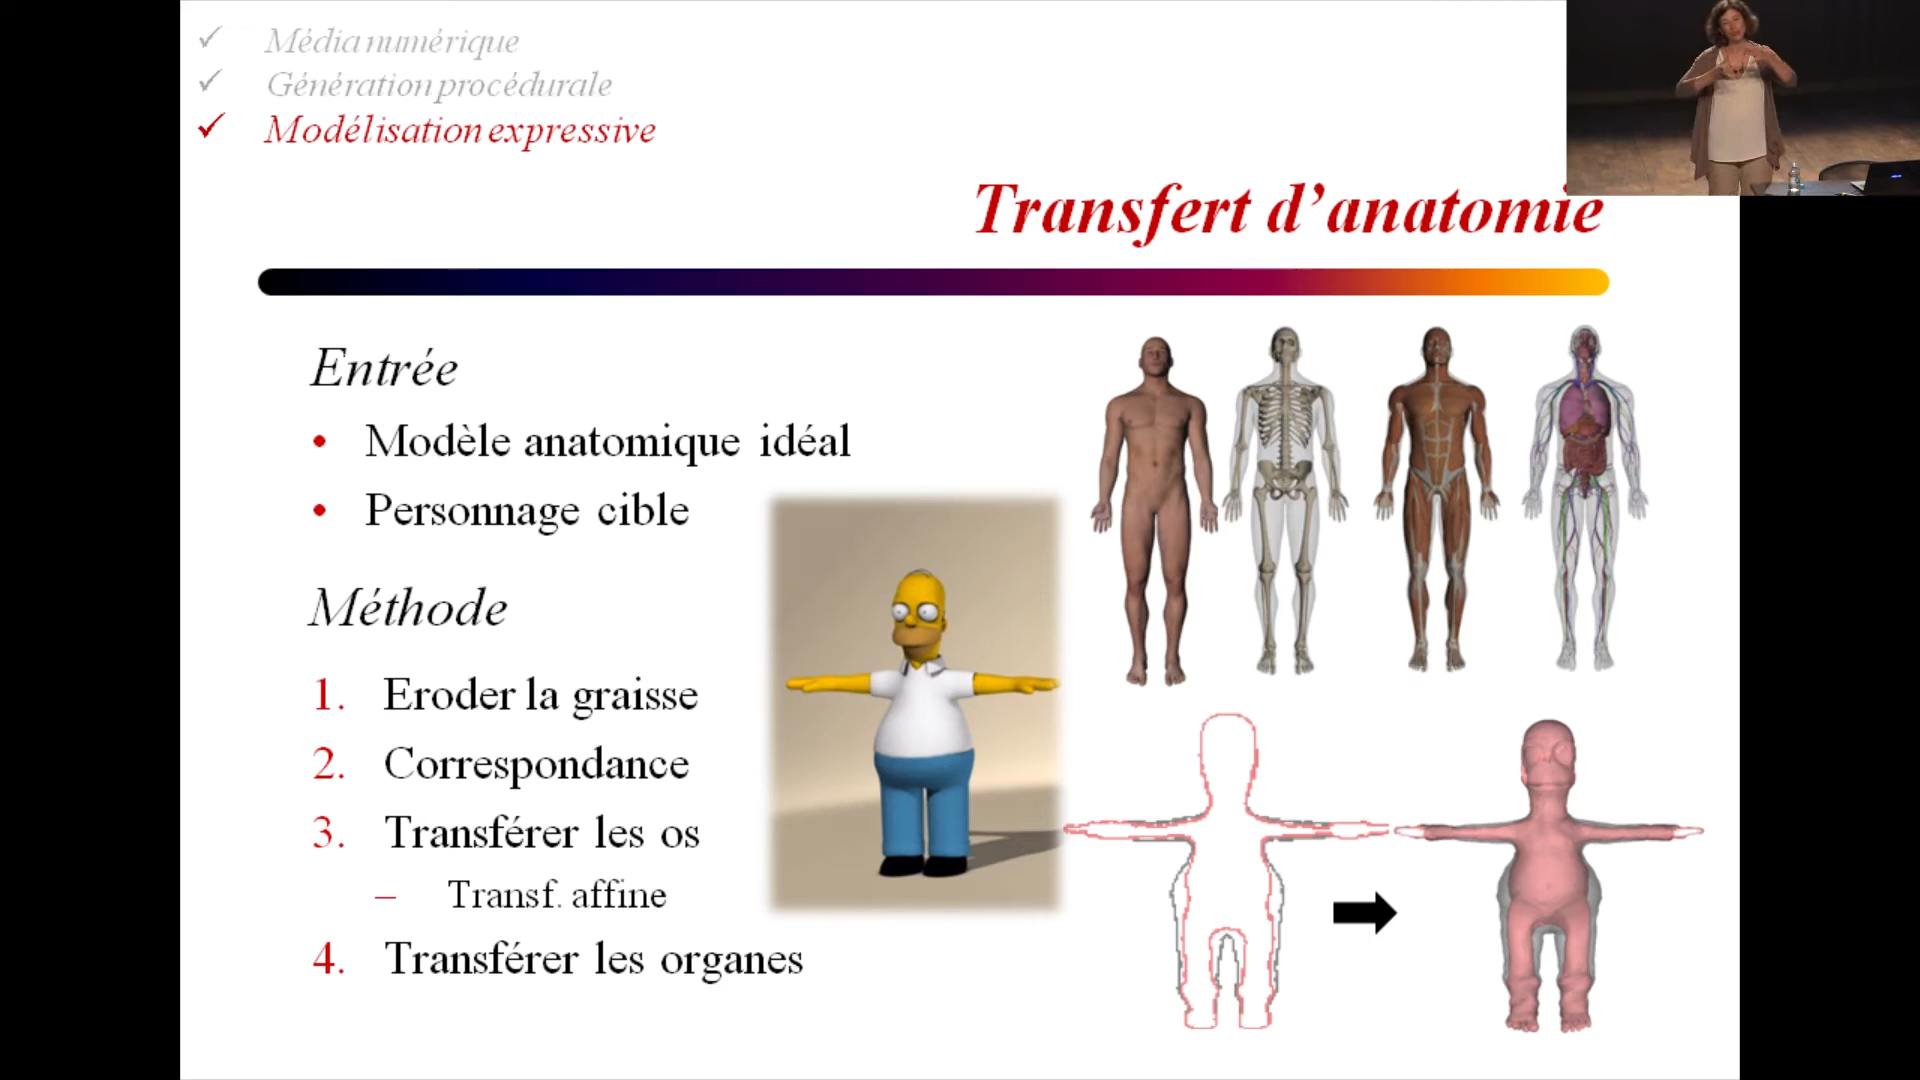 ✓ Média numérique
✓ Génération procédurale
✓ Modélisation expressive
Transfert d’anatomie
Entrée
• Modèle anatomique idéal
• Personnage cible
Méthode
1. Eroder la graisse
2. Correspondance
3. Transférer les os
– Transf. affine
4. Transférer les organes